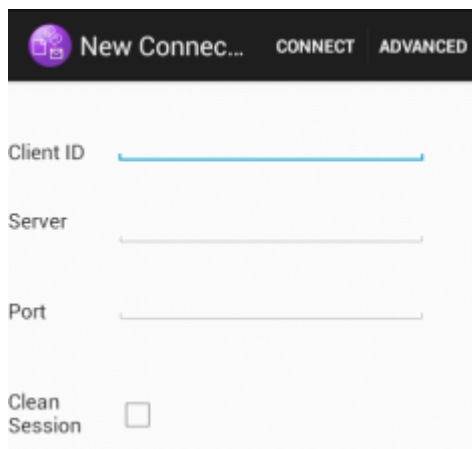 New Connec... CONNECT ADVANCED
Client ID
Server
Port
Clean
Session